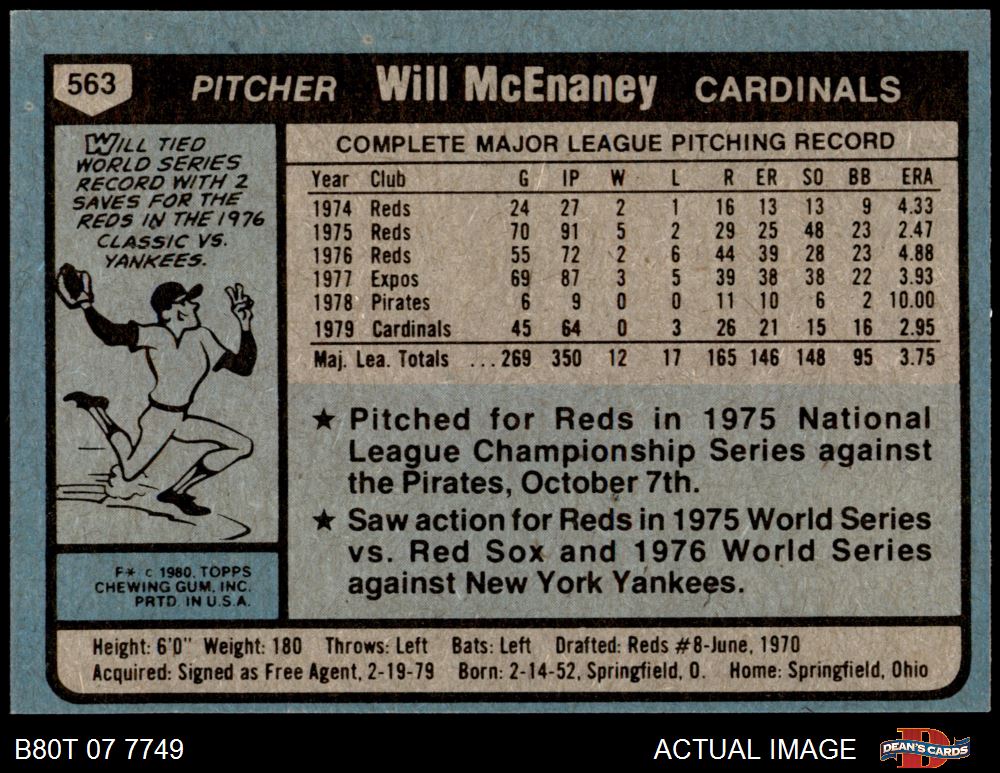 563 PITCHER Will McEnaney CARDINALS
WILL TIED
WORLD SERIES
RECORD WITH 2
SAVES FOR THE
REDS IN THE 1976
CLASSIC VS.
YANKEES.
COMPLETE MAJOR LEAGUE PITCHING RECORD
Year Club G IP W L R ER SO BB ERA
1974 Reds 24 27 2 1 16 13 13 9 4.33
1975 Reds 70 91 5 2 29 25 48 23 2.47
1976 Reds 55 72 2 6 44 39 28 23 4.88
1977 Expos 69 87 3 5 39 38 38 22 3.93
1978 Pirates 6 9 0 0 11 10 6 2 10.00
1979 Cardinals 45 64 0 3 26 21 15 16 2.95
Maj. Lea. Totals ...269 350 12 17 165 146 148 95 3.75
★ Pitched for Reds in 1975 National
League Championship Series against
the Pirates, October 7th.
★ Saw action for Reds in 1975 World Series
vs. Red Sox and 1976 World Series
against New York Yankees.
F* © 1980. TOPPS
CHEWING GUM, INC.
PRTD. IN U.S.A.
Height: 6'0" Weight: 180 Throws: Left Bats: Left Drafted: Reds #8-June, 1970
Acquired: Signed as Free Agent, 2-19-79 Born: 2-14-52, Springfield, O. Home: Springfield, Ohio
B80T 07 7749 ACTUAL IMAGE DEAN'S CARDS